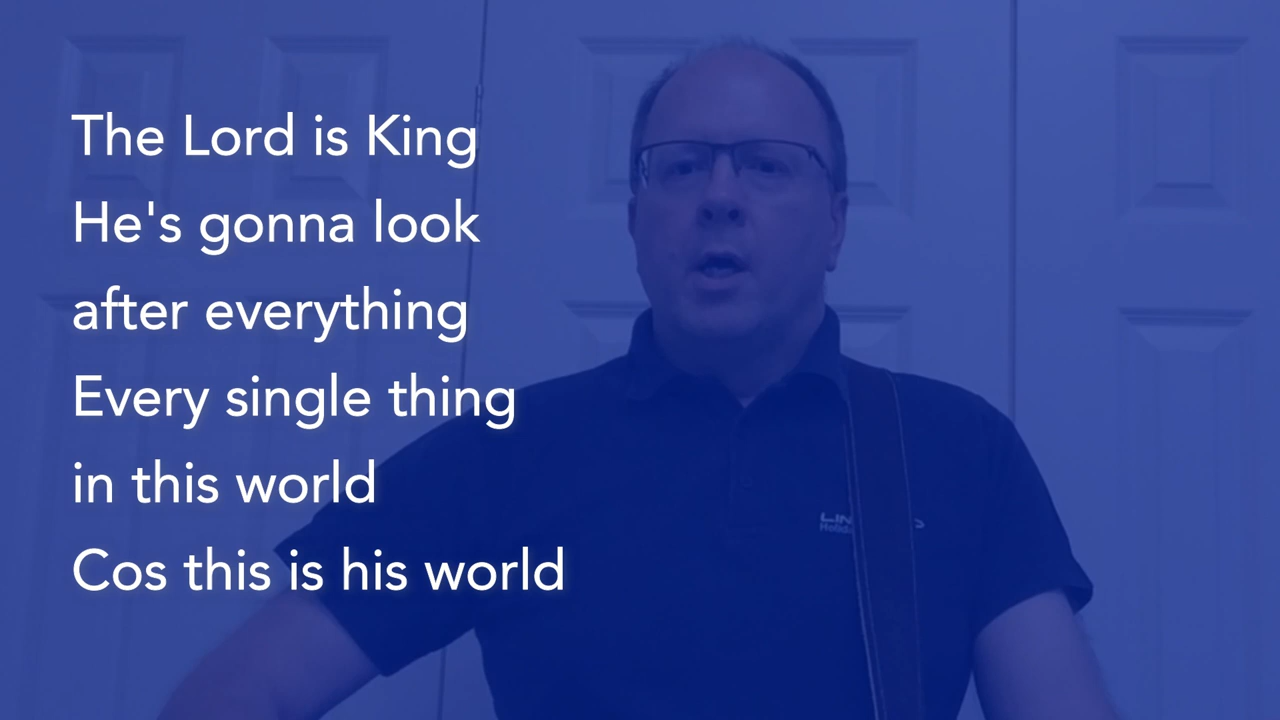 The Lord is King
He's gonna look
after everything
Every single thing
in this world
Cos this is his world